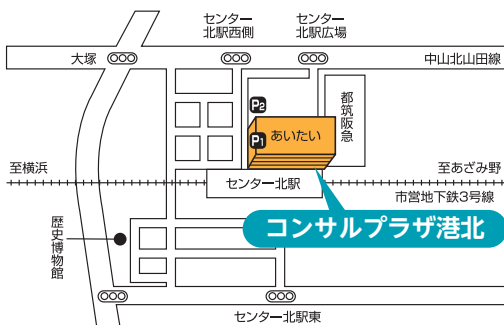 センター
北駅西側
センター
北駅広場
大塚
中山北山田線
P2
都筑阪急
あいたい
P1
至横浜
至あざみ野
センター北駅
市営地下鉄3号線
コンサルプラザ港北
歴史博物館
センター北駅東